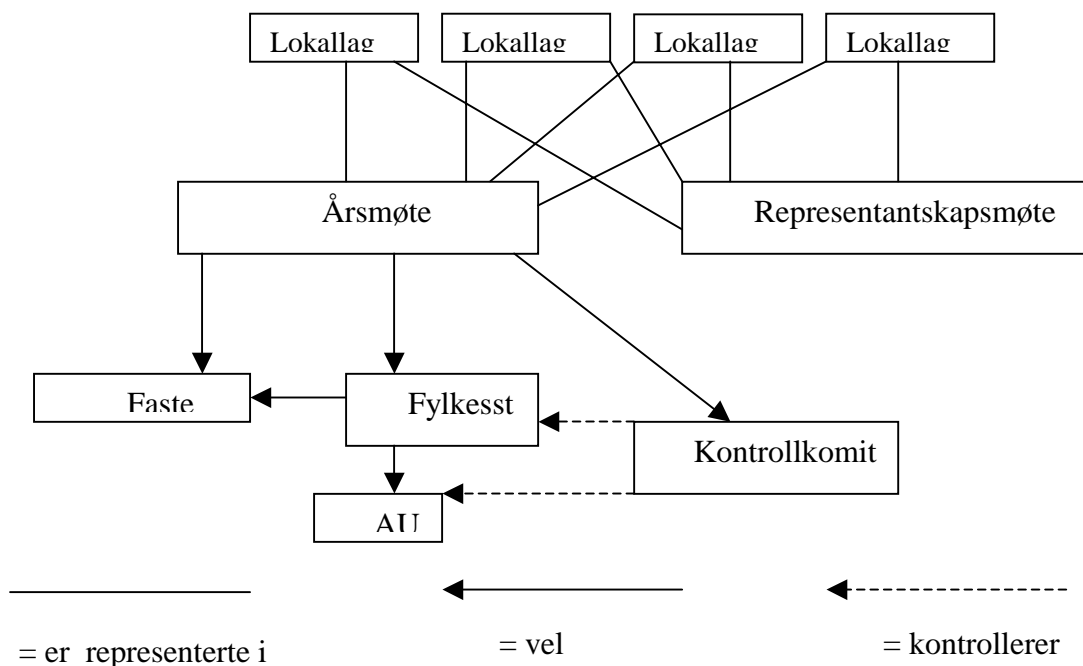 Lokallag Lokallag Lokallag Lokallag
Årsmøte Representantskapsmøte
Faste Fylkesst
Kontrollkomit
AU
= er representerte i = vel = kontrollerer